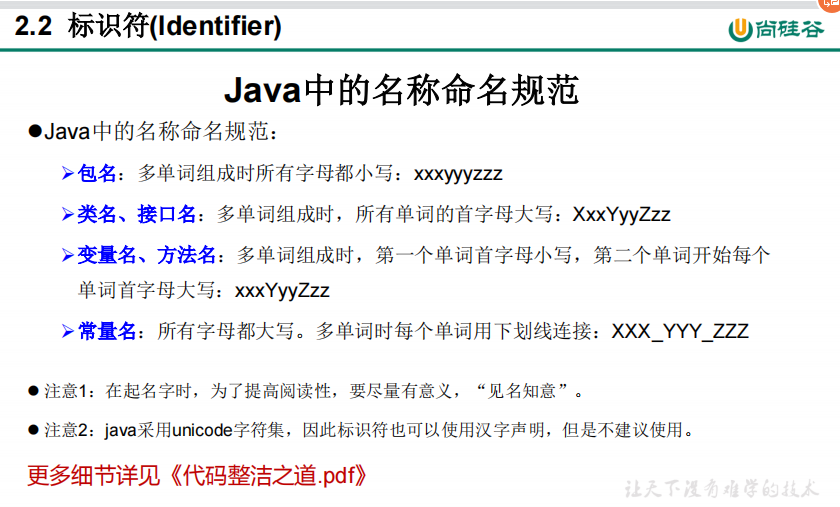 2.2 标识符(Identifier)
尚硅谷
Java中的名称命名规范
●Java中的名称命名规范：
➢包名：多单词组成时所有字母都小写：xxxyyyzzz
➢类名、接口名：多单词组成时，所有单词的首字母大写：XxxYyyZzz
➢变量名、方法名：多单词组成时，第一个单词首字母小写，第二个单词开始每个
单词首字母大写：xxxYyyZzz
➢常量名：所有字母都大写。多单词时每个单词用下划线连接：XXX_YYY_ZZZ
●注意1：在起名字时，为了提高阅读性，要尽量有意义，“见名知意”。
●注意2：java采用unicode字符集，因此标识符也可以使用汉字声明，但是不建议使用。
更多细节详见《代码整洁之道.pdf》
让天下没有难学的技术